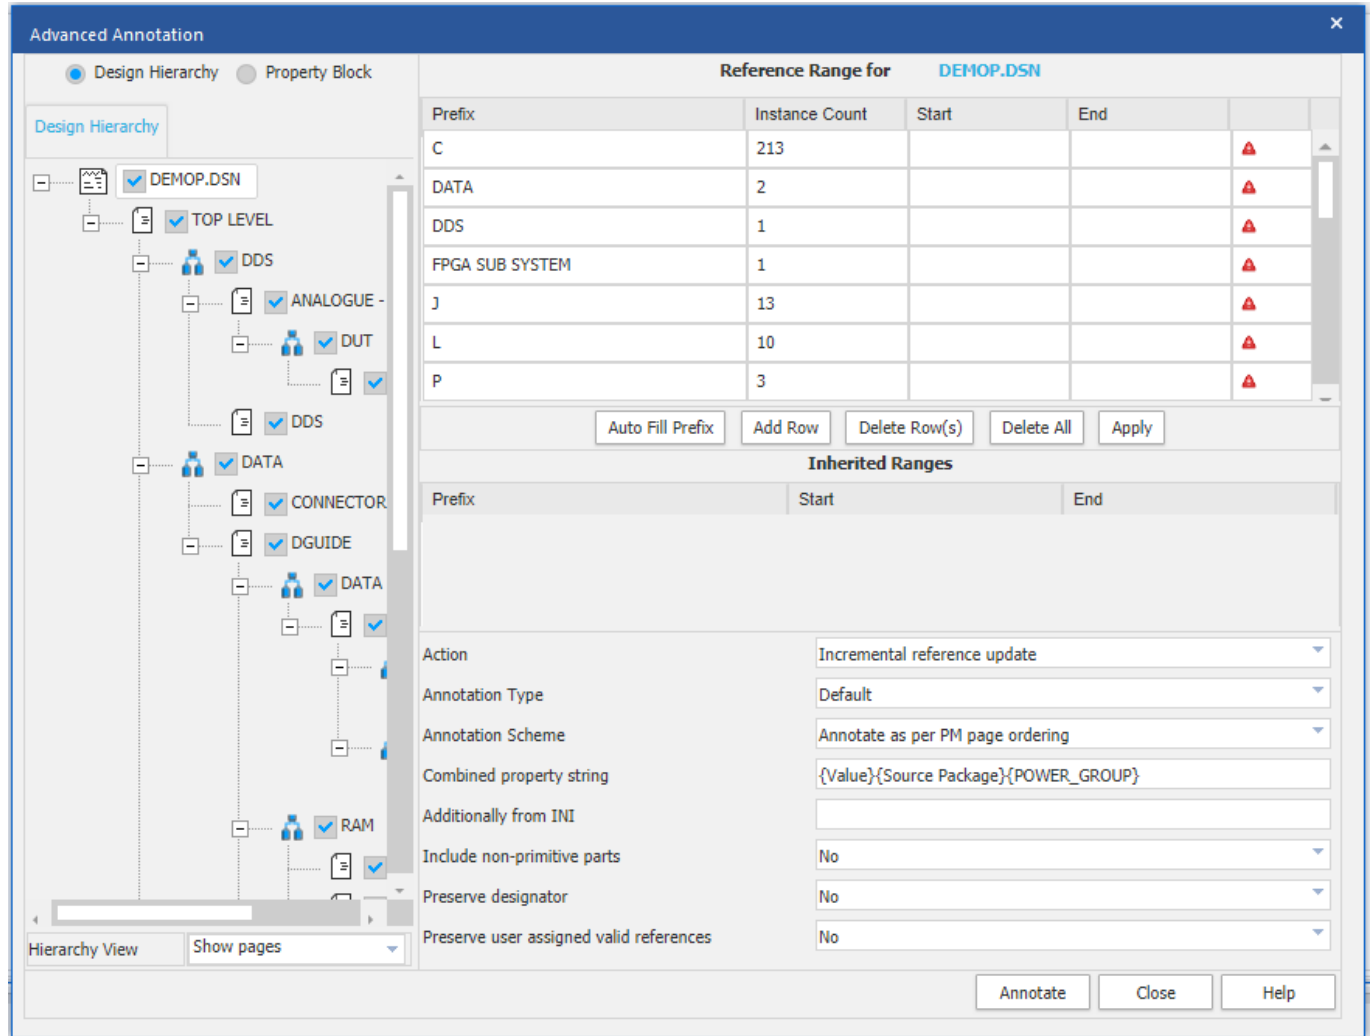 Advanced Annotation
Design Hierarchy Property Block
Design Hierarchy
DEMOP.DSN
TOP LEVEL
DDS
ANALOGUE -
DUT
DDS
DATA
CONNECTOR
DGUIDE
DATA
RAM
Hierarchy View Show pages
Reference Range for DEMOP.DSN
Prefix Instance Count Start End
C 213
DATA 2
DDS 1
FPGA SUB SYSTEM 1
J 13
L 10
P 3
Auto Fill Prefix Add Row Delete Row(s) Delete All Apply
Inherited Ranges
Prefix Start End
Action Incremental reference update
Annotation Type Default
Annotation Scheme Annotate as per PM page ordering
Combined property string {Value}{Source Package}{POWER_GROUP}
Additionally from INI
Include non-primitive parts No
Preserve designator No
Preserve user assigned valid references No
Annotate Close Help